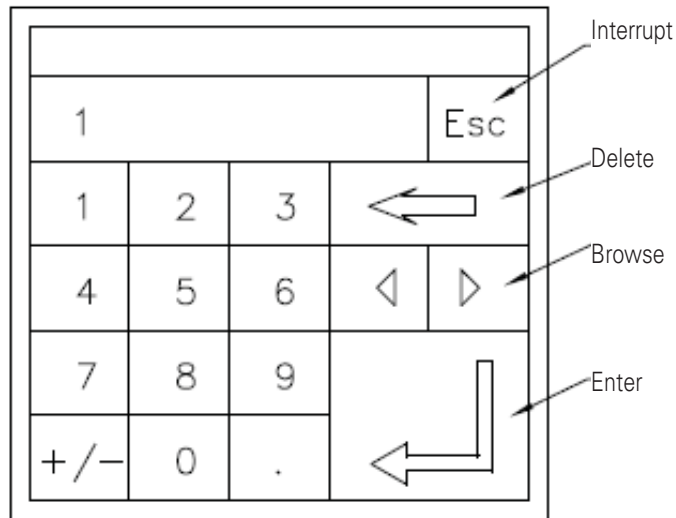 Interrupt
1 Esc
Delete
1 2 3
Browse
4 5 6
7 8 9
Enter
+/- 0 .